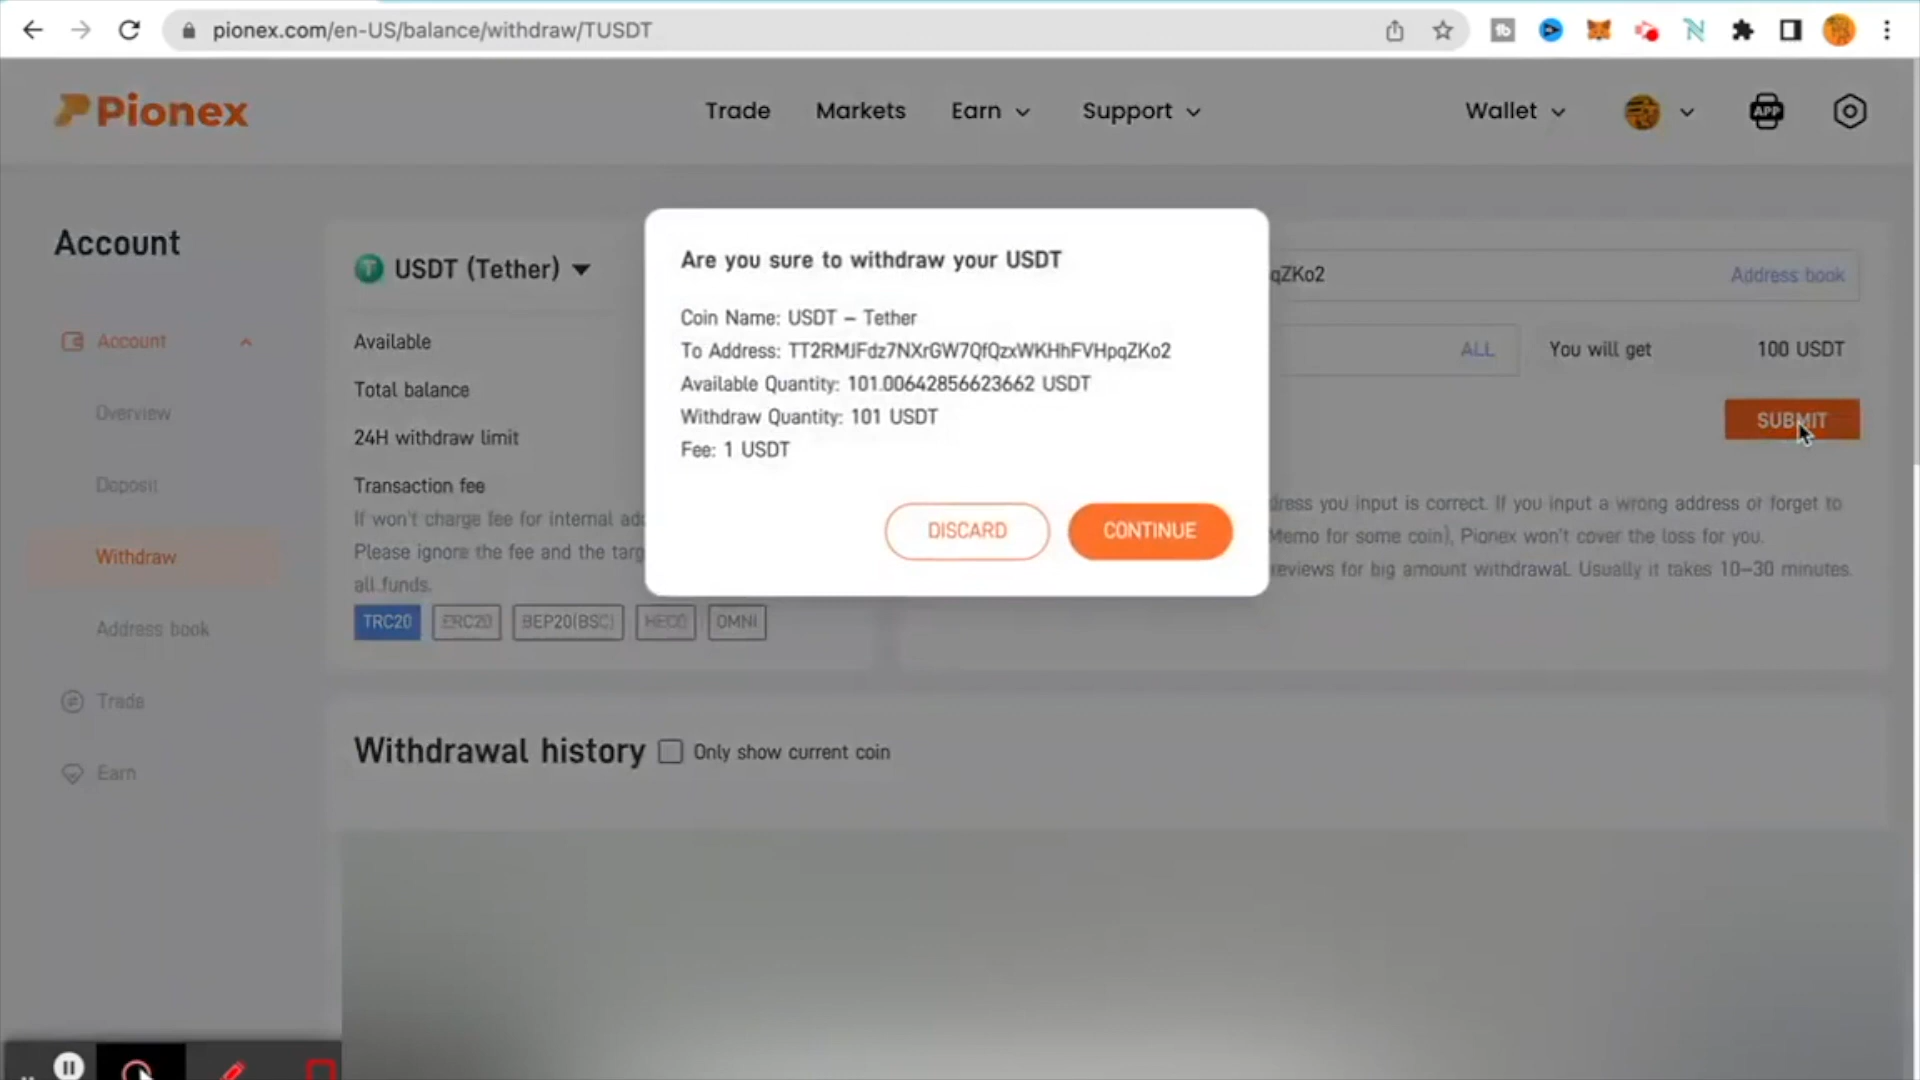 pionex.com/en-US/balance/withdraw/TUSDT
Pionex
Trade
Markets
Earn
Support
Wallet
APP
Account
Account
Overview
Deposit
Withdraw
Address book
Trade
Earn
USDT (Tether)
Available
Total balance
24H withdraw limit
Transaction fee
If won't charge fee for internal
Please ignore the fee and the
all funds.
TRC20
ERC20
BEP20(BSC)
HECO
OMNI
Are you sure to withdraw your USDT
Coin Name: USDT – Tether
To Address: TT2RMJFdz7NXrGW7QfQzxWKHhFVHpqZKo2
Available Quantity: 101.00642856623662 USDT
Withdraw Quantity: 101 USDT
Fee: 1 USDT
DISCARD
CONTINUE
qZKo2
Address book
ALL
You will get
100 USDT
SUBMIT
you input is correct. If you input a wrong address or forget to
Memo for some coin), Pionex won't cover the loss for you.
reviews for big amount withdrawal. Usually it takes 10–30 minutes.
Withdrawal history
Only show current coin